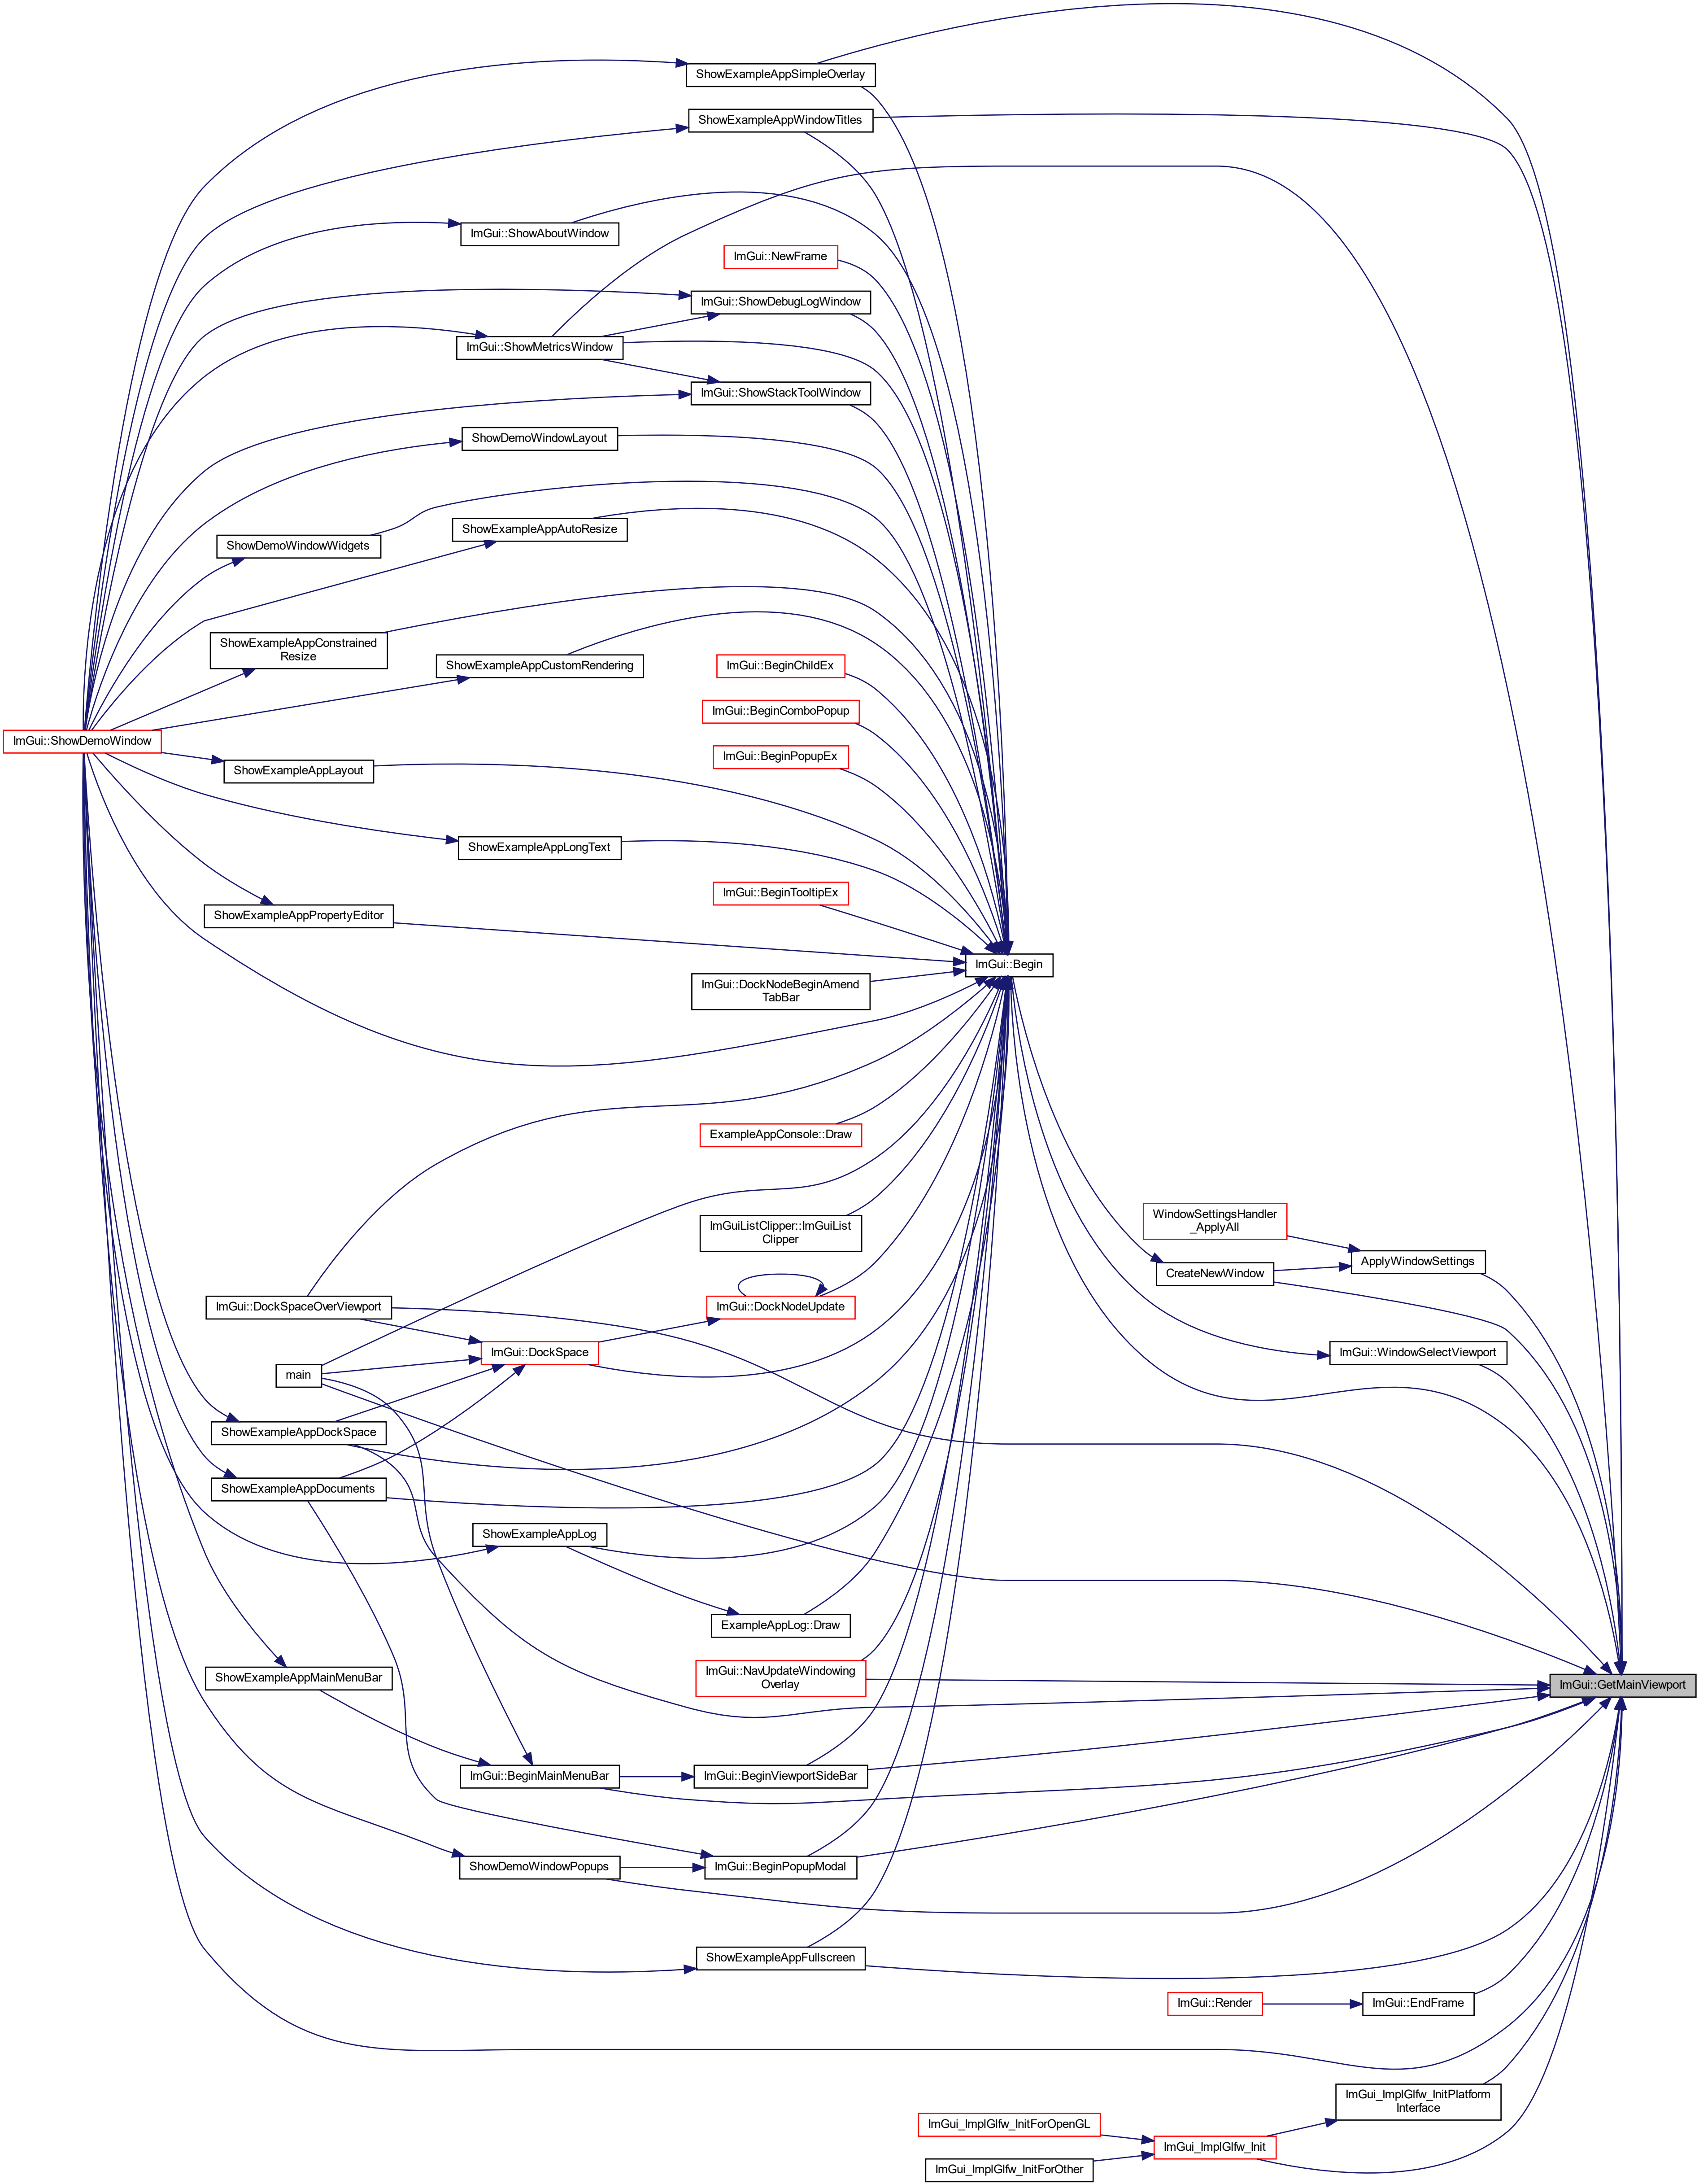 ShowExampleAppSimpleOverlay
ShowExampleAppWindowTitles
ImGui::ShowAboutWindow
ImGui::NewFrame
ImGui::ShowDebugLogWindow
ImGui::ShowMetricsWindow
ImGui::ShowStackToolWindow
ShowDemoWindowLayout
ShowExampleAppAutoResize
ShowDemoWindowWidgets
ShowExampleAppConstrained
Resize
ShowExampleAppCustomRendering
ImGui::BeginChildEx
ImGui::BeginComboPopup
ImGui::ShowDemoWindow
ImGui::BeginPopupEx
ShowExampleAppLayout
ShowExampleAppLongText
ImGui::BeginTooltipEx
ShowExampleAppPropertyEditor
ImGui::Begin
ImGui::DockNodeBeginAmend
TabBar
ExampleAppConsole::Draw
WindowSettingsHandler
_ApplyAll
ImGuiListClipper::ImGuiList
Clipper
ApplyWindowSettings
CreateNewWindow
ImGui::DockSpaceOverViewport
ImGui::DockNodeUpdate
ImGui::DockSpace
ImGui::WindowSelectViewport
main
ShowExampleAppDockSpace
ShowExampleAppDocuments
ShowExampleAppLog
ExampleAppLog::Draw
ShowExampleAppMainMenuBar
ImGui::NavUpdateWindowing
Overlay
ImGui::GetMainViewport
ImGui::BeginMainMenuBar
ImGui::BeginViewportSideBar
ShowDemoWindowPopups
ImGui::BeginPopupModal
ShowExampleAppFullscreen
ImGui::Render
ImGui::EndFrame
ImGui_ImplGlfw_InitPlatform
Interface
ImGui_ImplGlfw_InitForOpenGL
ImGui_ImplGlfw_Init
ImGui_ImplGlfw_InitForOther